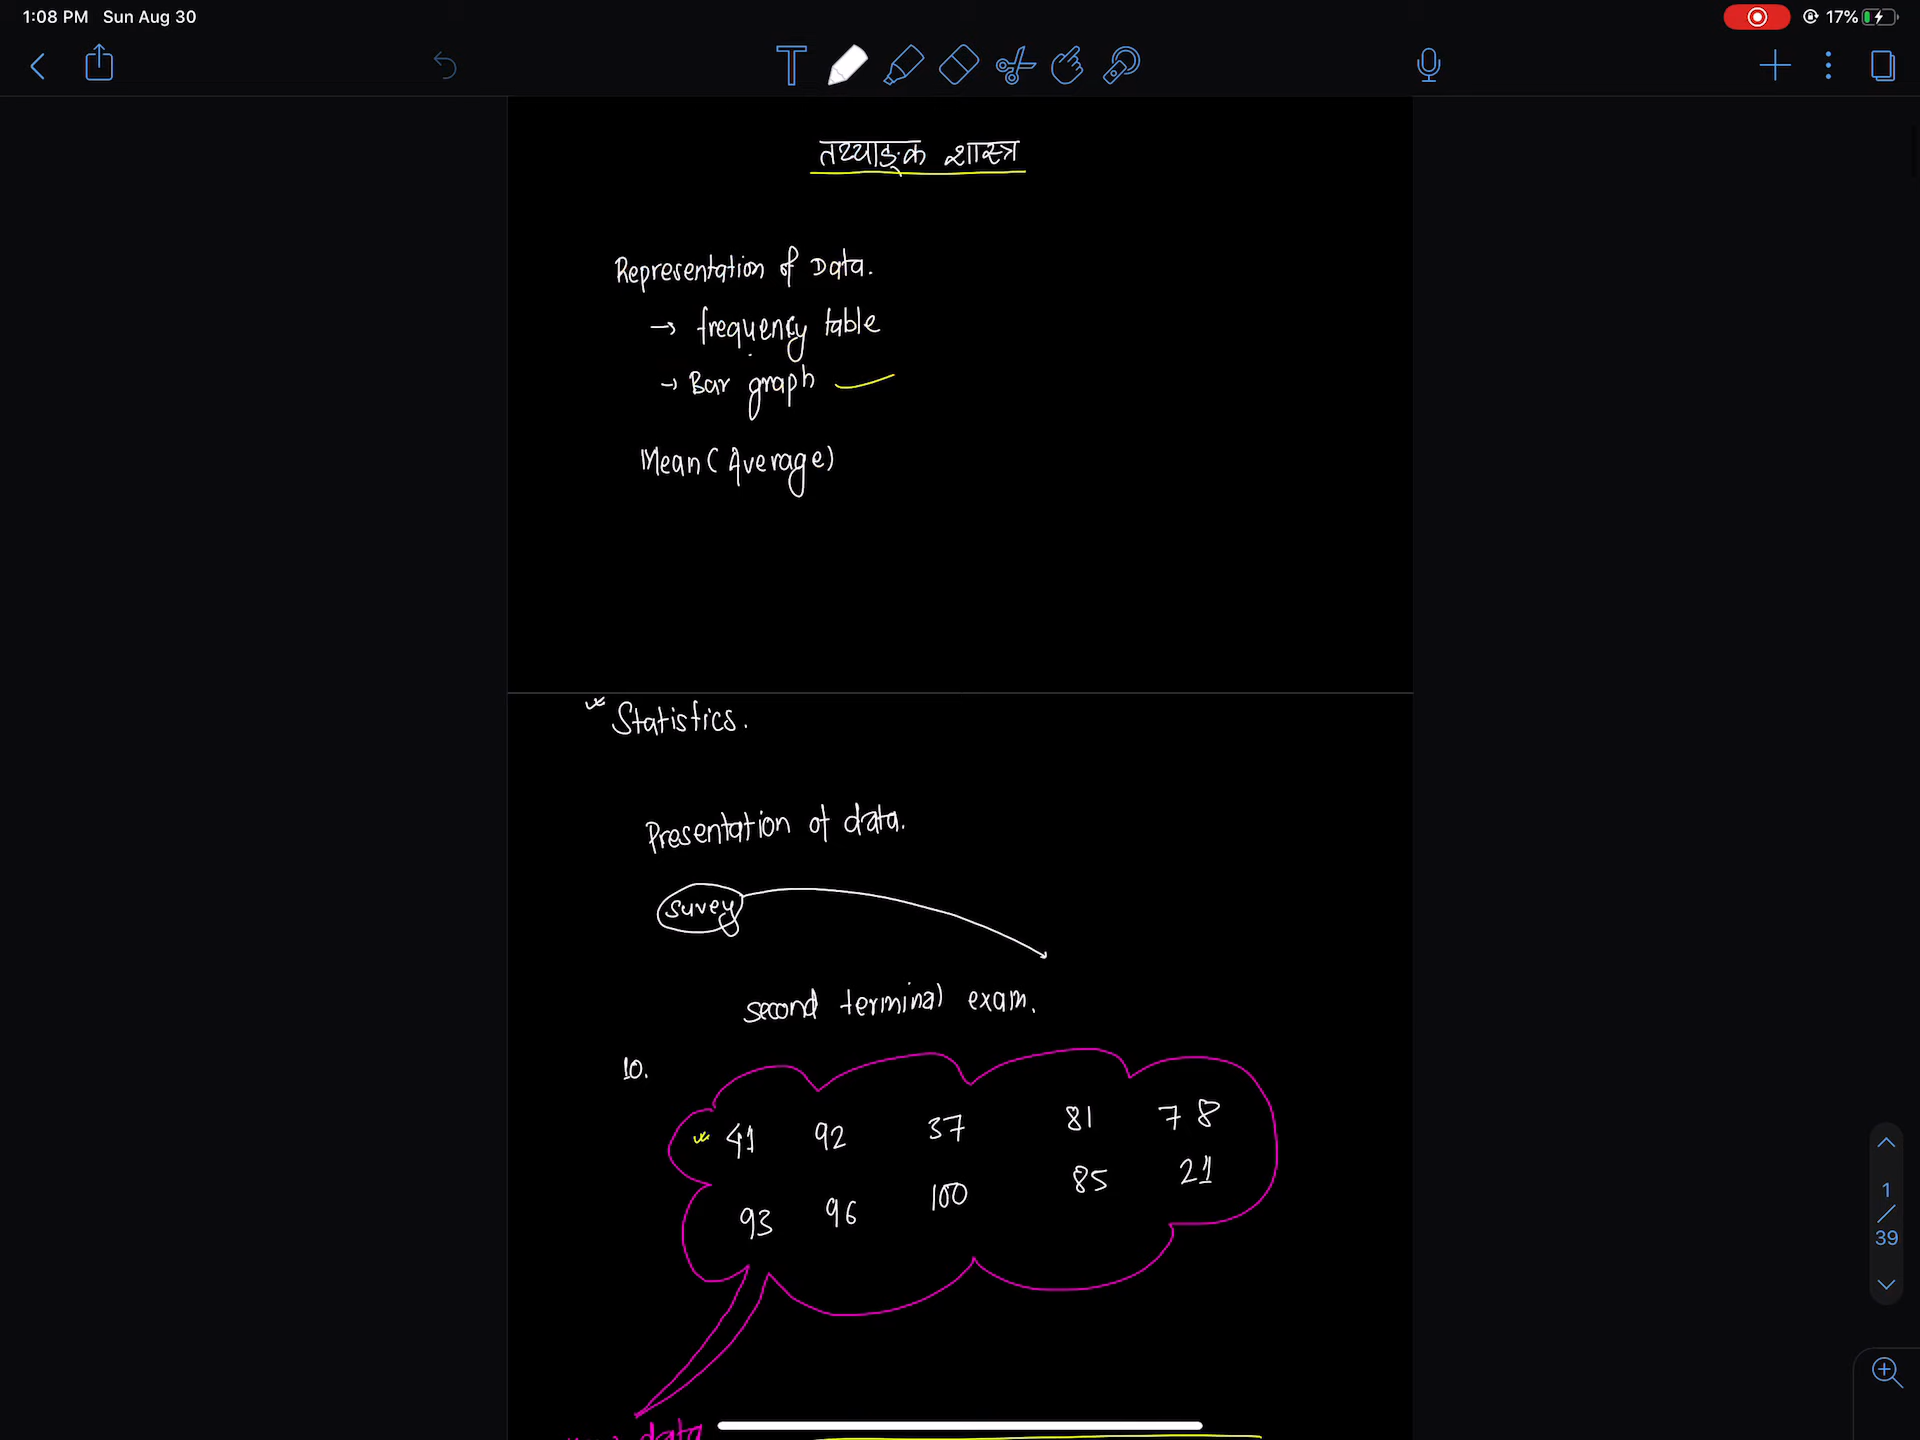 1:08 PM Sun Aug 30
17%
तथ्याङ्क शास्त्र
Representation of Data.
→ frequency table
→ Bar graph
Mean (Average)
Statistics.
Presentation of data.
suvey
second terminal exam.
10.
41 92 37 81 78
93 96 100 85 21
data
1
/
39